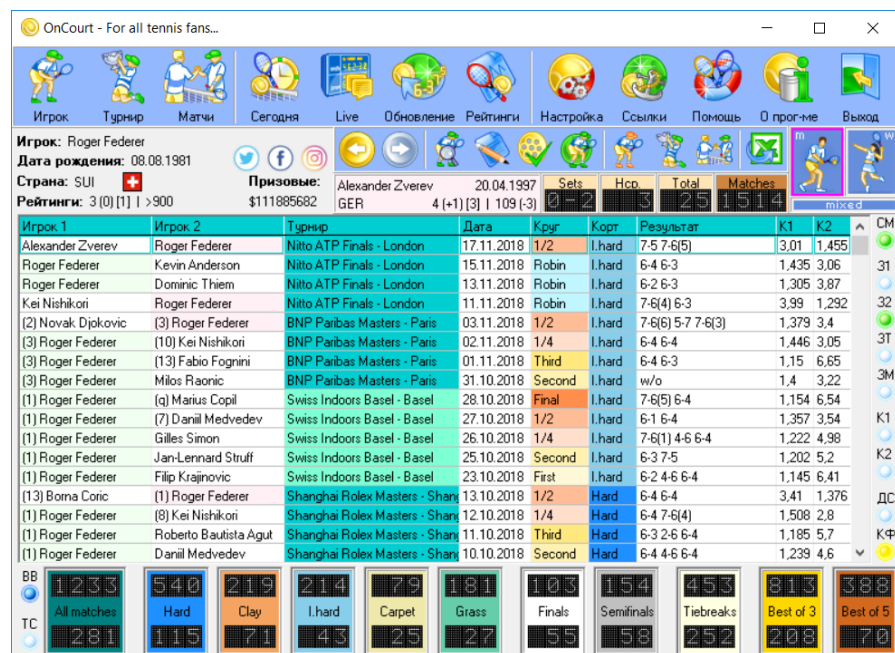 OnCourt - For all tennis fans...
Игрок Турнир Матчи Сегодня Live Обновление Рейтинги Настройка Ссылки Помощь О прог-ме Выход
Игрок: Roger Federer
Дата рождения: 08.08.1981
Страна: SUI Призовые:
Рейтинги: 3 (0) [1] | >900 $111885682
Alexander Zverev 20.04.1997
GER 4 (+1) [3] | 109 (-3)
Sets Hcp. Total Matches
0-2 3 25 1514
m w
mixed
Игрок 1 Игрок 2 Турнир Дата Круг Корт Результат К1 К2
Alexander Zverev Roger Federer Nitto ATP Finals - London 17.11.2018 1/2 I.hard 7-5 7-6(5) 3,01 1,455
Roger Federer Kevin Anderson Nitto ATP Finals - London 15.11.2018 Robin I.hard 6-4 6-3 1,435 3,06
Roger Federer Dominic Thiem Nitto ATP Finals - London 13.11.2018 Robin I.hard 6-2 6-3 1,305 3,87
Kei Nishikori Roger Federer Nitto ATP Finals - London 11.11.2018 Robin I.hard 7-6(4) 6-3 3,99 1,292
(2) Novak Djokovic (3) Roger Federer BNP Paribas Masters - Paris 03.11.2018 1/2 I.hard 7-6(6) 5-7 7-6(3) 1,379 3,4
(3) Roger Federer (10) Kei Nishikori BNP Paribas Masters - Paris 02.11.2018 1/4 I.hard 6-4 6-4 1,446 3,05
(3) Roger Federer (13) Fabio Fognini BNP Paribas Masters - Paris 01.11.2018 Third I.hard 6-4 6-3 1,15 6,65
(3) Roger Federer Milos Raonic BNP Paribas Masters - Paris 31.10.2018 Second I.hard w/o 1,4 3,22
(1) Roger Federer (q) Marius Copil Swiss Indoors Basel - Basel 28.10.2018 Final I.hard 7-6(5) 6-4 1,154 6,54
(1) Roger Federer (7) Daniil Medvedev Swiss Indoors Basel - Basel 27.10.2018 1/2 I.hard 6-1 6-4 1,357 3,54
(1) Roger Federer Gilles Simon Swiss Indoors Basel - Basel 26.10.2018 1/4 I.hard 7-6(1) 4-6 6-4 1,222 4,98
(1) Roger Federer Jan-Lennard Struff Swiss Indoors Basel - Basel 25.10.2018 Second I.hard 6-3 7-5 1,202 5,2
(1) Roger Federer Filip Krajinovic Swiss Indoors Basel - Basel 23.10.2018 First I.hard 6-2 4-6 6-4 1,145 6,41
(13) Borna Coric (1) Roger Federer Shanghai Rolex Masters - Shang 13.10.2018 1/2 Hard 6-4 6-4 3,41 1,376
(1) Roger Federer (8) Kei Nishikori Shanghai Rolex Masters - Shang 12.10.2018 1/4 Hard 6-4 7-6(4) 1,508 2,8
(1) Roger Federer Roberto Bautista Agut Shanghai Rolex Masters - Shang 11.10.2018 Third Hard 6-3 2-6 6-4 1,185 5,7
(1) Roger Federer Daniil Medvedev Shanghai Rolex Masters - Shang 10.10.2018 Second Hard 6-4 4-6 6-4 1,239 4,6
СМ
З1
З2
ЗТ
ЗМ
К1
К2
ДС
КФ
ВВ 1233 540 219 214 79 181 103 154 453 813 388
All matches Hard Clay I.hard Carpet Grass Finals Semifinals Tiebreaks Best of 3 Best of 5
ТС 281 115 71 43 25 27 55 58 252 208 70